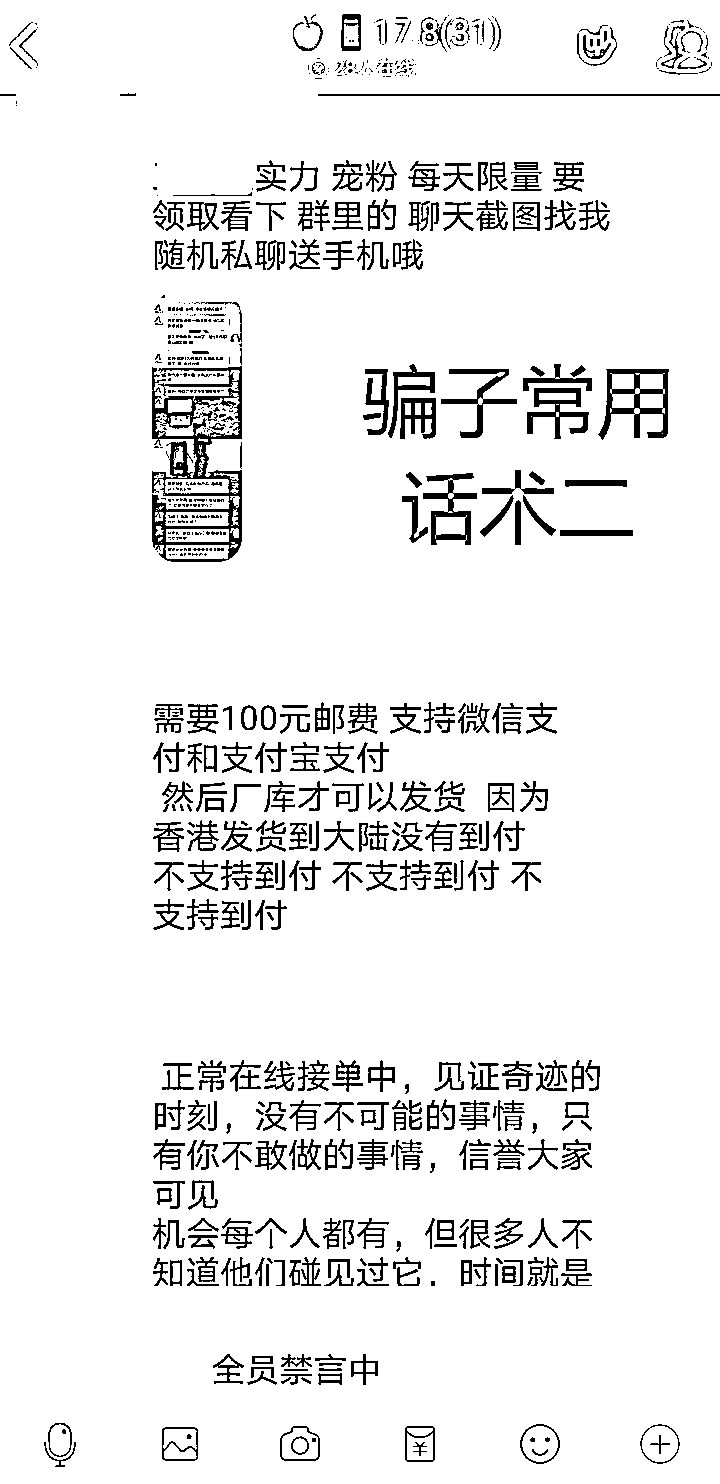 17.8(31)
28人在线
实力 宠粉 每天限量 要
领取看下 群里的 聊天截图找我
随机私聊送手机哦
骗子常用
话术二
需要100元邮费 支持微信支
付和支付宝支付
然后厂库才可以发货 因为
香港发货到大陆没有到付
不支持到付 不支持到付 不
支持到付
正常在线接单中，见证奇迹的
时刻，没有不可能的事情，只
有你不敢做的事情，信誉大家
可见
机会每个人都有，但很多人不
知道他们碰见过它．时间就是
全员禁言中